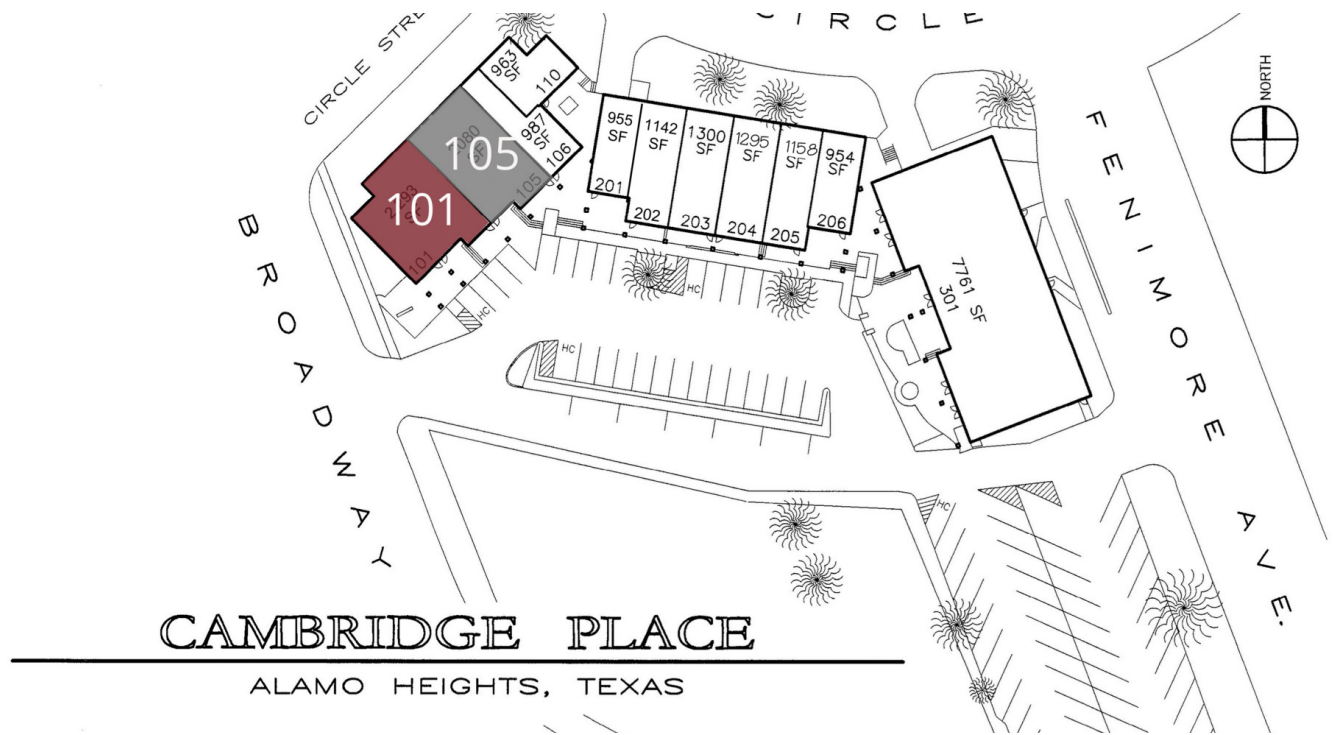 CIRCLE STRE
CIRCLE
963
SF
110
987
SF
106
105
105
101
101
955
SF
201
1142
SF
202
1300
SF
203
1295
SF
204
1158
SF
205
954
SF
206
7761 SF
301
NORTH
HC
HC
HC
HC
BROADWAY
FENIMORE AVE.
CAMBRIDGE PLACE
ALAMO HEIGHTS, TEXAS